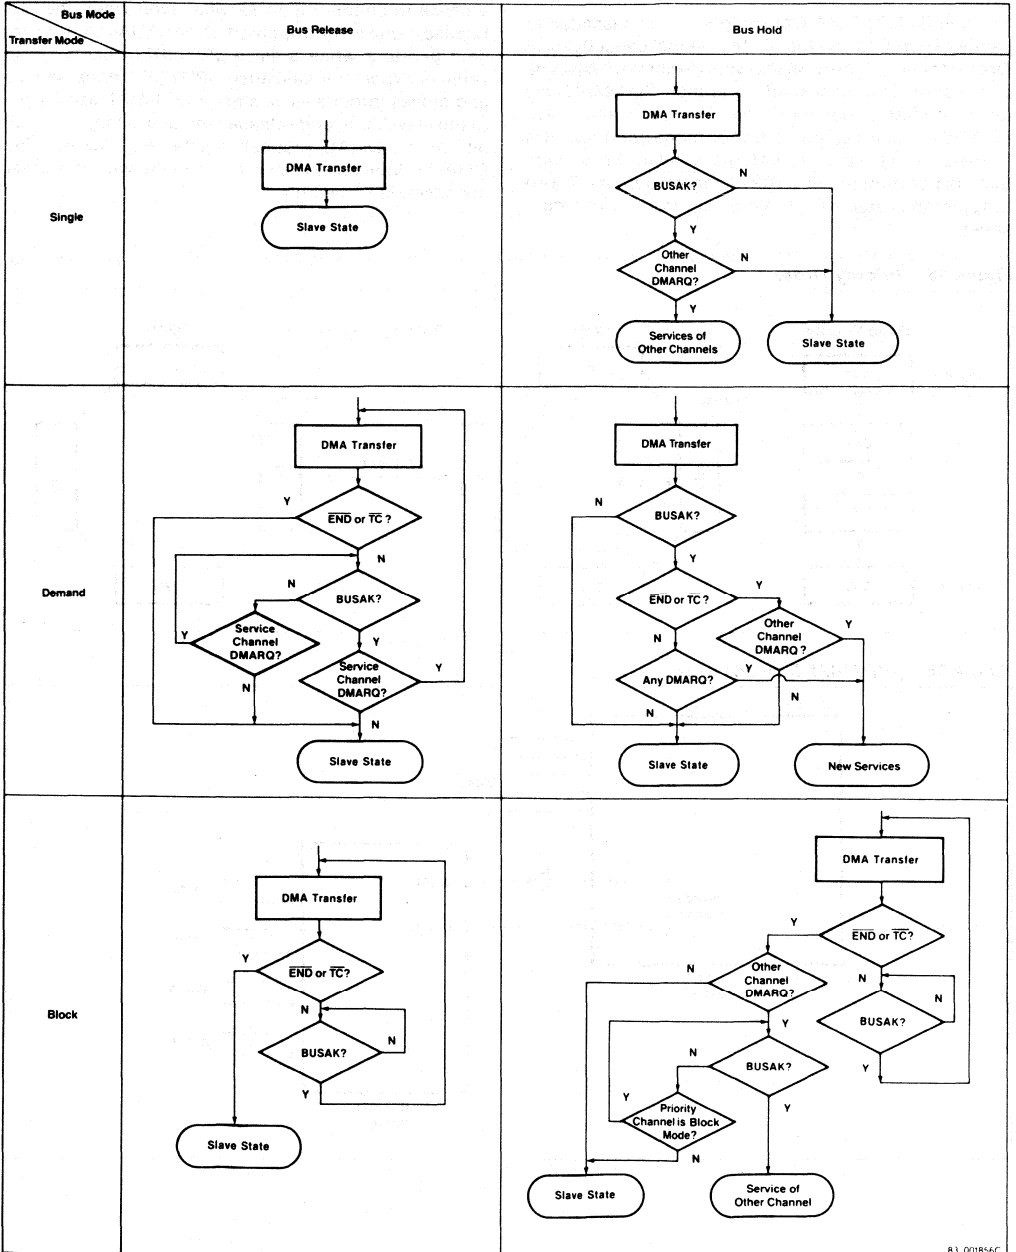 Bus Mode
Transfer Mode
Bus Release
Bus Hold
Single
DMA Transfer
Slave State
DMA Transfer
BUSAK?
N
Y
Other
Channel
DMARQ?
N
Y
Services of
Other Channels
Slave State
Demand
DMA Transfer
Y
END or TC ?
N
N
BUSAK?
Y
Service
Channel
DMARQ?
Y
N
Service
Channel
DMARQ?
Y
N
Slave State
DMA Transfer
N
BUSAK?
Y
END or TC ?
Y
N
Other
Channel
DMARQ ?
Y
Any DMARQ?
Y
N
N
Slave State
New Services
Block
DMA Transfer
Y
END or TC?
N
N
BUSAK?
Y
Slave State
DMA Transfer
Y
END or TC?
N
Other
Channel
DMARQ?
N
Y
N
BUSAK?
Y
N
BUSAK?
Y
Y
Priority
Channel is Block
Mode?
N
Slave State
Service of
Other Channel
83 001856C